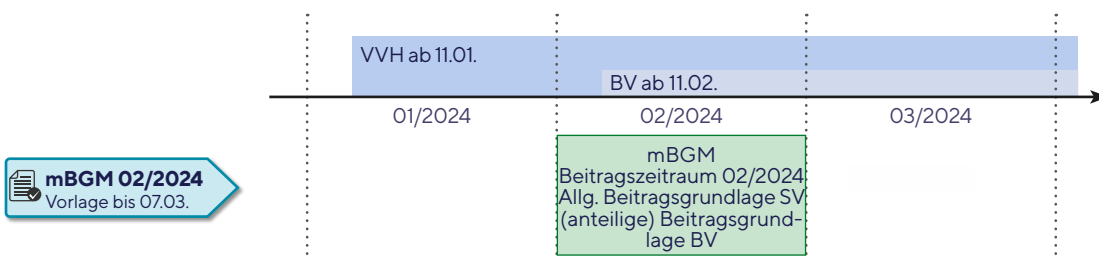 VVH ab 11.01.
BV ab 11.02.
01/2024
02/2024
03/2024
mBGM 02/2024
Vorlage bis 07.03.
mBGM
Beitragszeitraum 02/2024
Allg. Beitragsgrundlage SV
(anteilige) Beitragsgrund-
lage BV